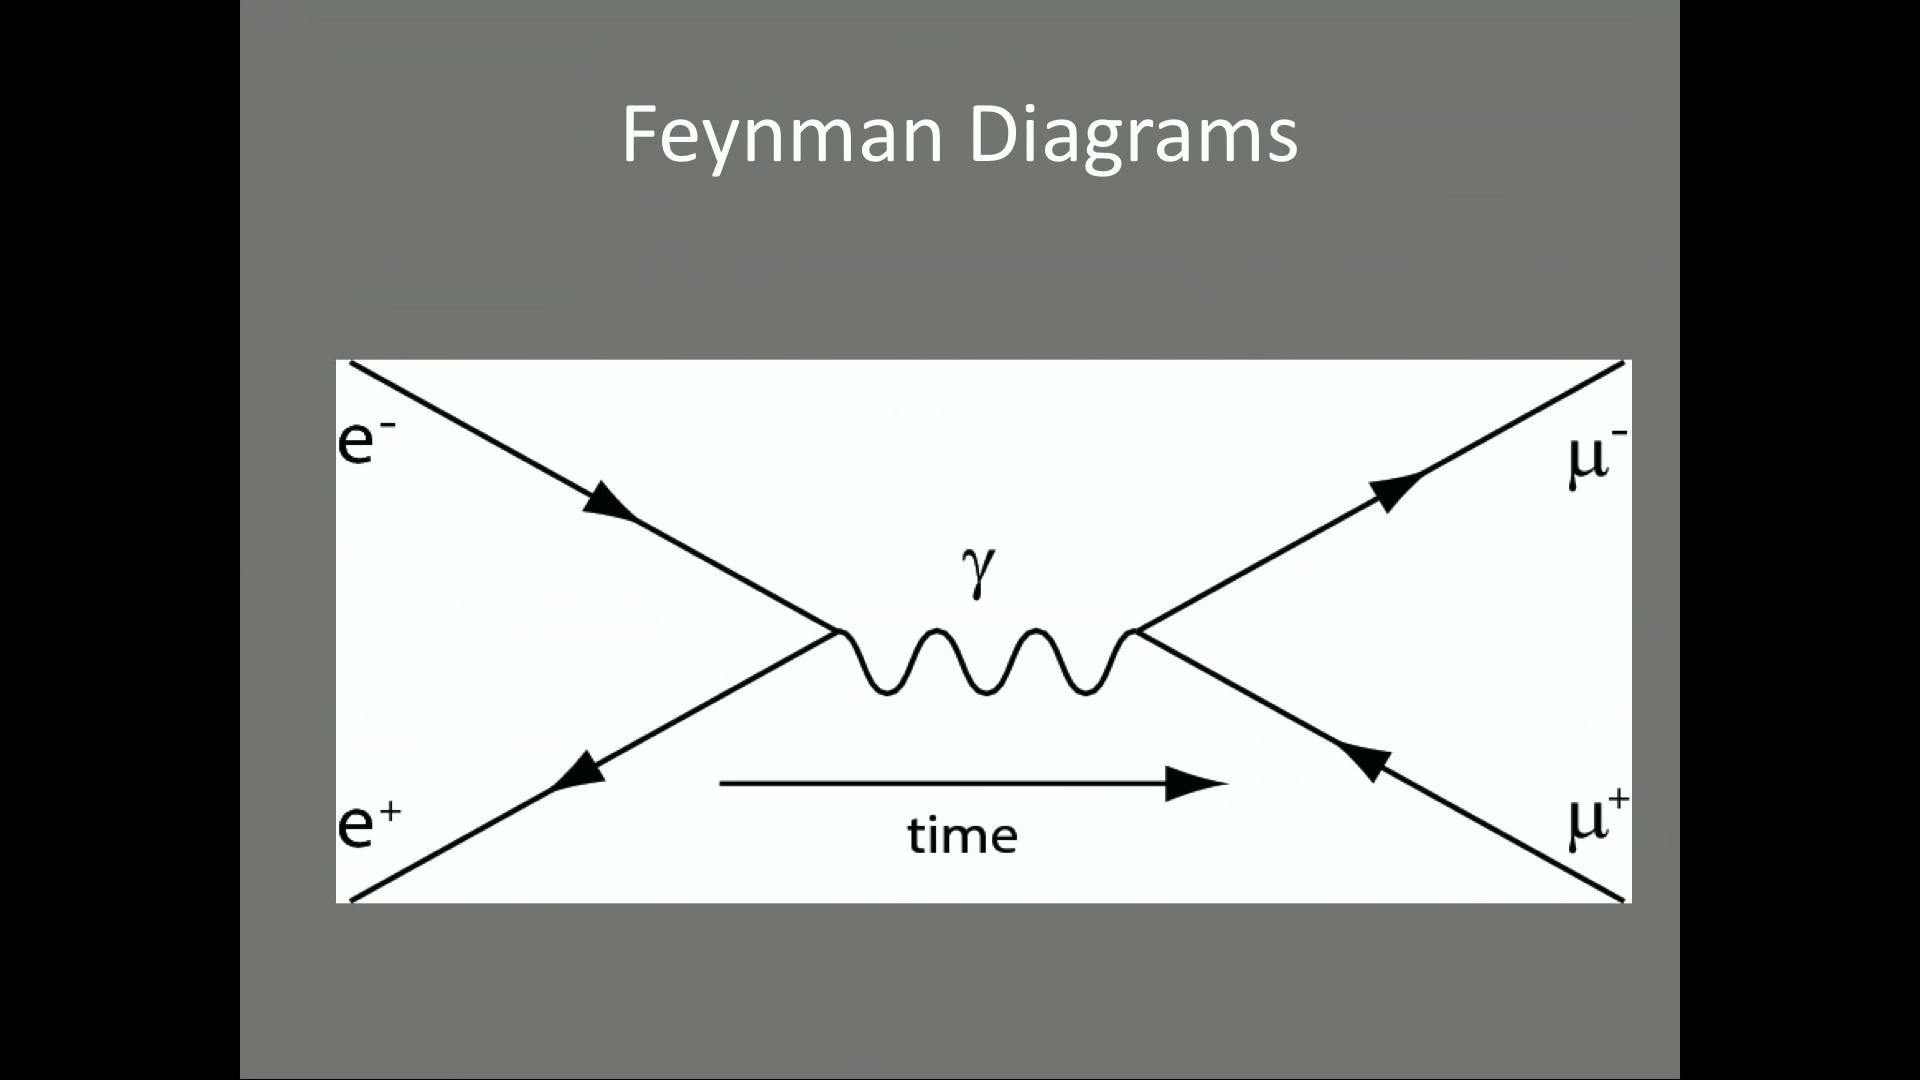 Feynman Diagrams
e⁻
μ⁻
γ
e⁺
μ⁺
time